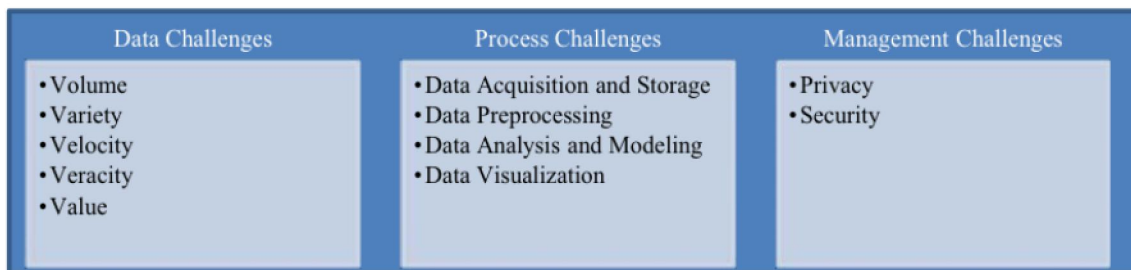 Data Challenges
•Volume
•Variety
•Velocity
•Veracity
•Value
Process Challenges
•Data Acquisition and Storage
•Data Preprocessing
•Data Analysis and Modeling
•Data Visualization
Management Challenges
•Privacy
•Security